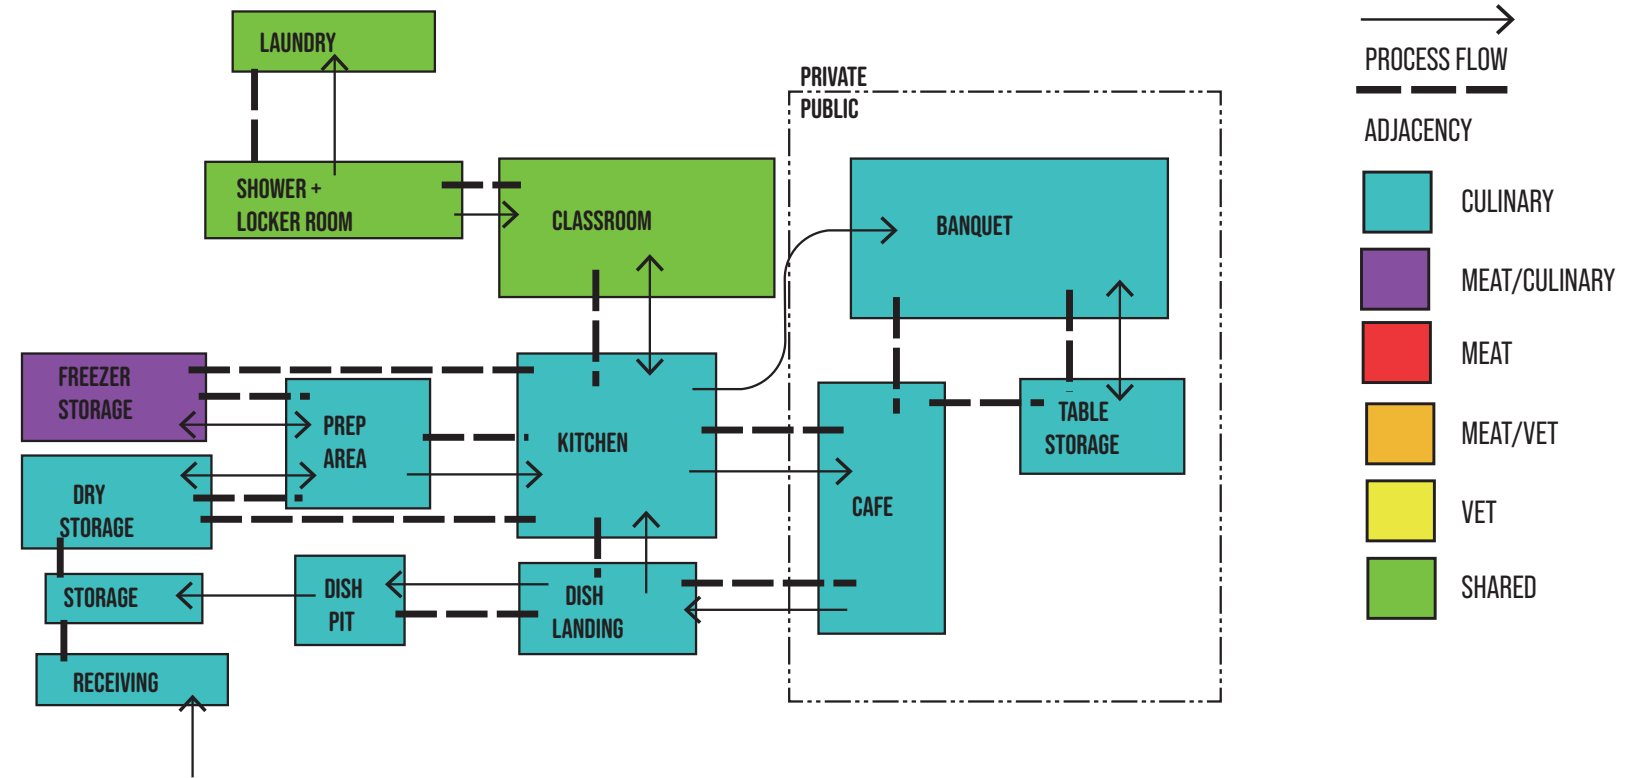 LAUNDRY
PRIVATE
PUBLIC
SHOWER +
LOCKER ROOM
CLASSROOM
BANQUET
FREEZER
STORAGE
PREP
AREA
KITCHEN
TABLE
STORAGE
DRY
STORAGE
CAFE
STORAGE
DISH
PIT
DISH
LANDING
RECEIVING
PROCESS FLOW
ADJACENCY
CULINARY
MEAT/CULINARY
MEAT
MEAT/VET
VET
SHARED